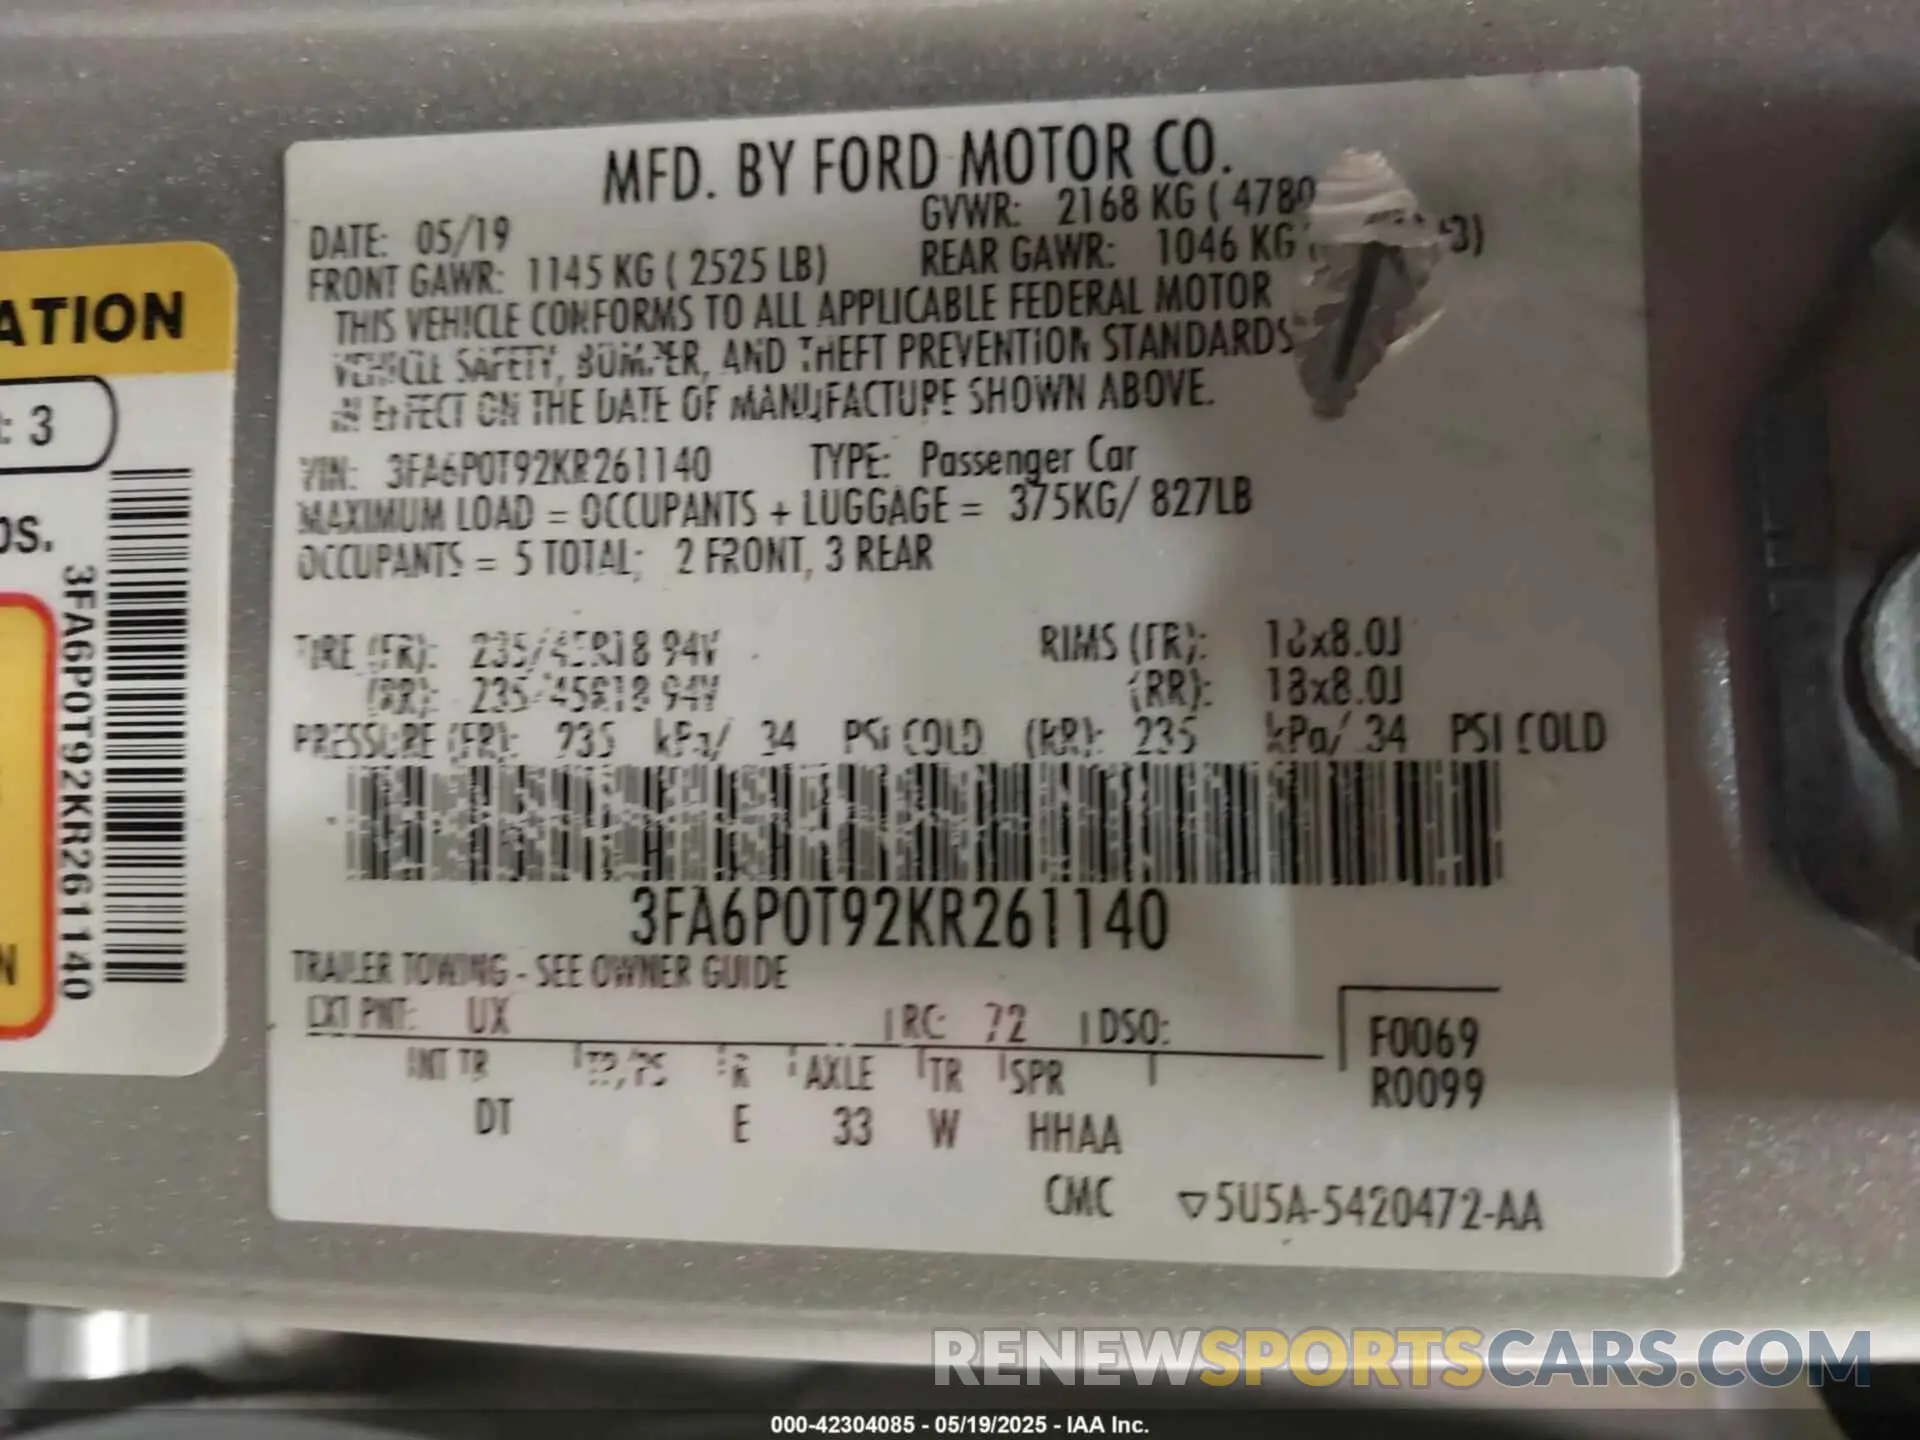 MFD. BY FORD MOTOR CO.
DATE: 05/19
GVWR: 2168 KG ( 4780
FRONT GAWR: 1145 KG ( 2525 LB)
REAR GAWR: 1046 KG (
THIS VEHICLE CONFORMS TO ALL APPLICABLE FEDERAL MOTOR
VEHICLE SAFETY, BUMPER, AND THEFT PREVENTION STANDARDS
IN EFFECT ON THE DATE OF MANUFACTURE SHOWN ABOVE.
VIN: 3FA6P0T92KR261140 TYPE: Passenger Car
MAXIMUM LOAD = OCCUPANTS + LUGGAGE = 375KG/ 827LB
OCCUPANTS = 5 TOTAL; 2 FRONT, 3 REAR
TIRE (FR): 235/45R18 94V RIMS (FR): 18x8.0J
(RR): 235/45R18 94V (RR): 18x8.0J
PRESSURE (FR): 235 kPa/ 34 PSI COLD (RR): 235 kPa/ 34 PSI COLD
3FA6P0T92KR261140
TRAILER TOWING - SEE OWNER GUIDE
EXT PNT: UX RC: 72 DSO:
F0069
R0099
INT TR TP/PS R AXLE TR SPR
DT E 33 W HHAA
CMC ▽5U5A-5420472-AA
ATION
: 3
DS.
3FA6P0T92KR261140
N
RENEWSPORTSCARS.COM
000-42304085 - 05/19/2025 - IAA Inc.